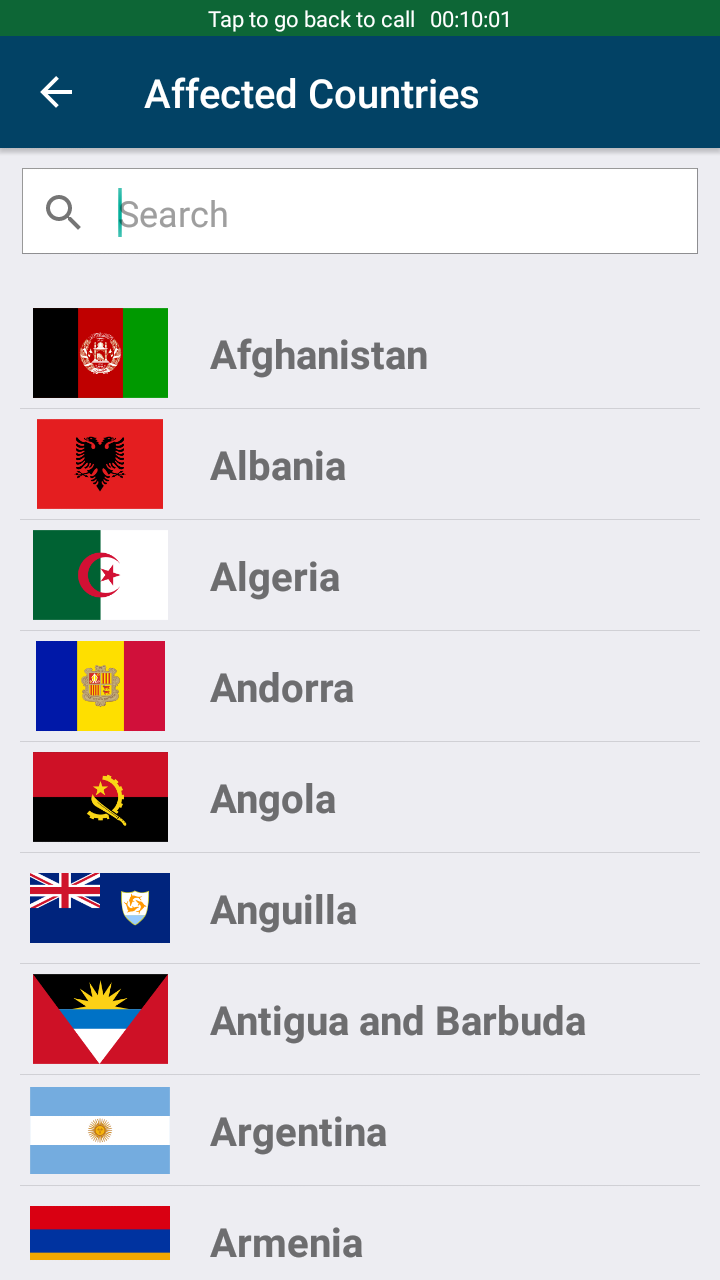 Tap to go back to call 00:10:01
Affected Countries
Search
Afghanistan
Albania
Algeria
Andorra
Angola
Anguilla
Antigua and Barbuda
Argentina
Armenia